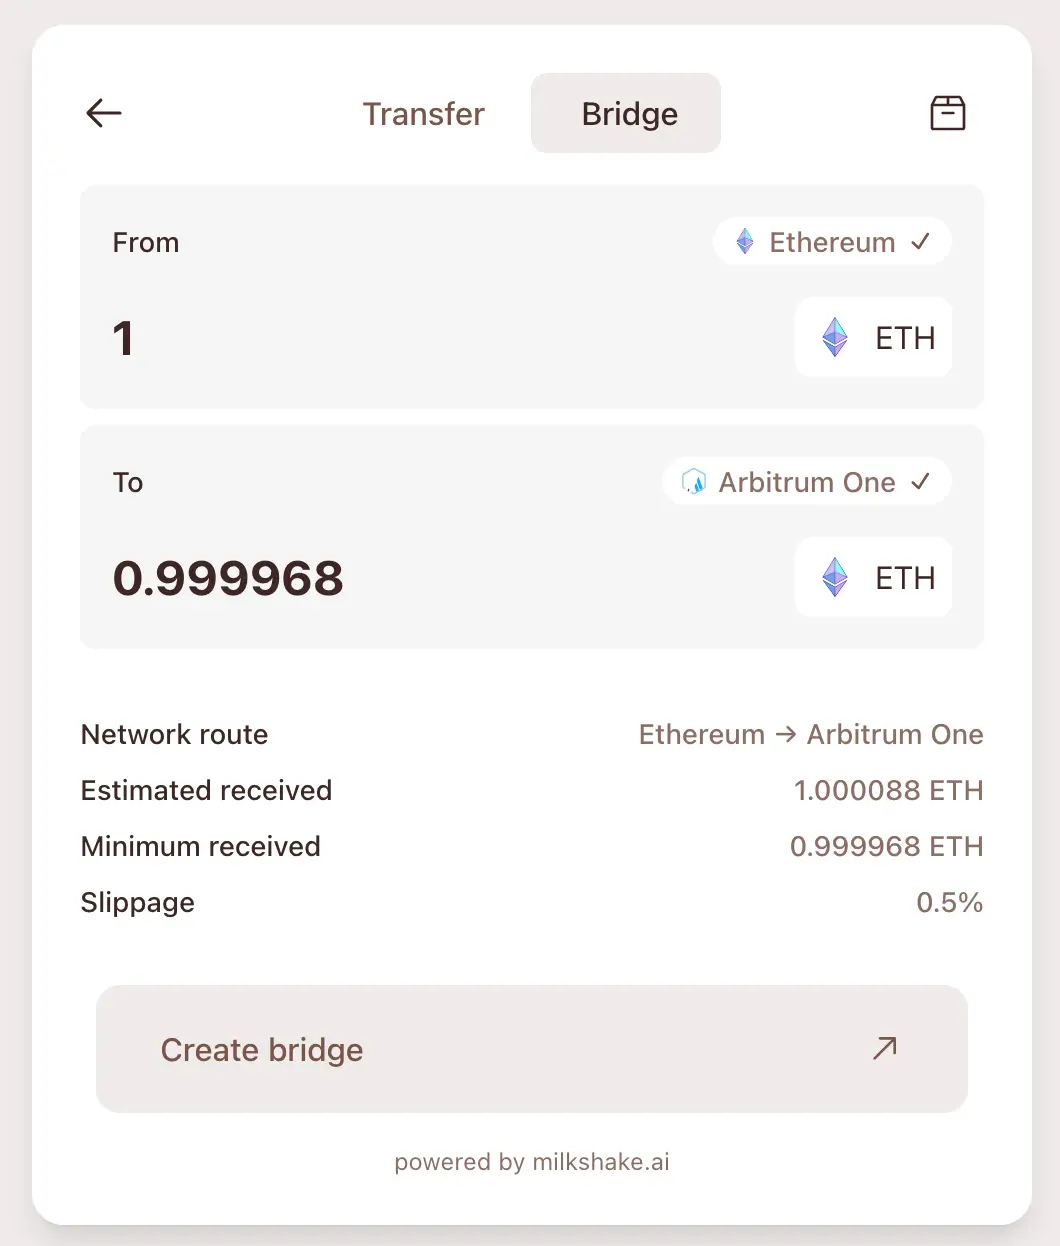 Transfer Bridge
From Ethereum
1 ETH
To Arbitrum One
0.999968 ETH
Network route Ethereum → Arbitrum One
Estimated received 1.000088 ETH
Minimum received 0.999968 ETH
Slippage 0.5%
Create bridge
powered by milkshake.ai